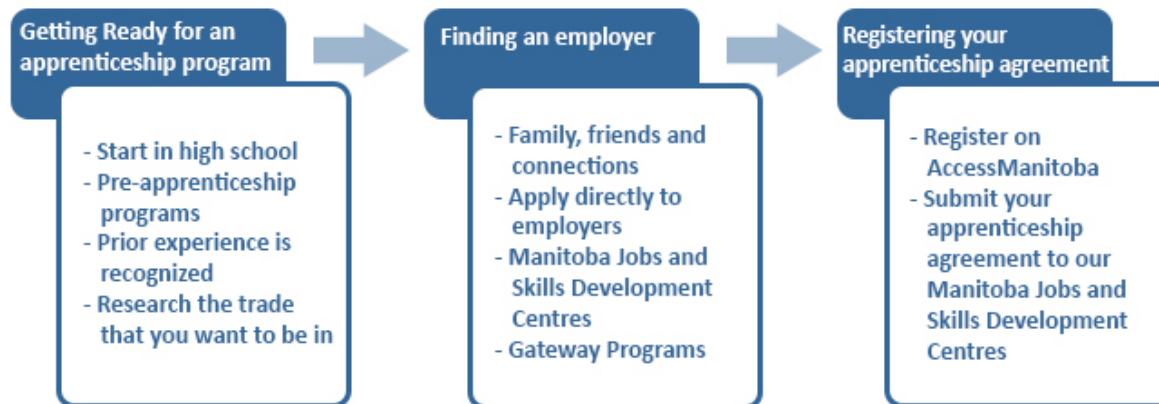 Getting Ready for an
apprenticeship program
- Start in high school
- Pre-apprenticeship
programs
- Prior experience is
recognized
- Research the trade
that you want to be in
Finding an employer
- Family, friends and
connections
- Apply directly to
employers
- Manitoba Jobs and
Skills Development
Centres
- Gateway Programs
Registering your
apprenticeship agreement
- Register on
AccessManitoba
- Submit your
apprenticeship
agreement to our
Manitoba Jobs and
Skills Development
Centres